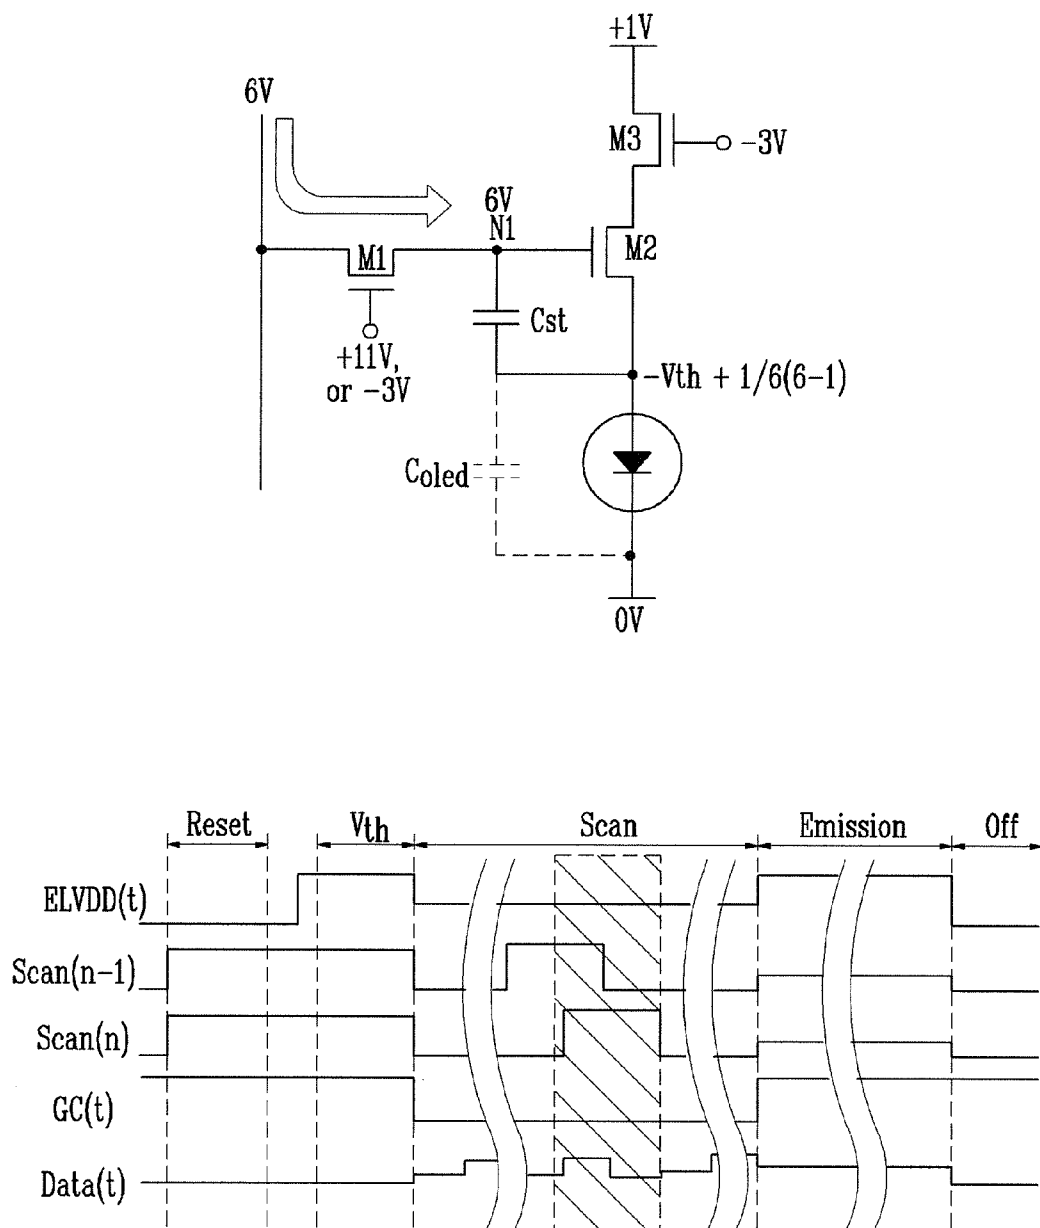 +1V
6V
M3
-3V
6V
N1
M1
M2
Cst
+11V,
or -3V
-Vth + 1/6(6-1)
Coled
0V
Reset
Vth
Scan
Emission
Off
ELVDD(t)
Scan(n-1)
Scan(n)
GC(t)
Data(t)